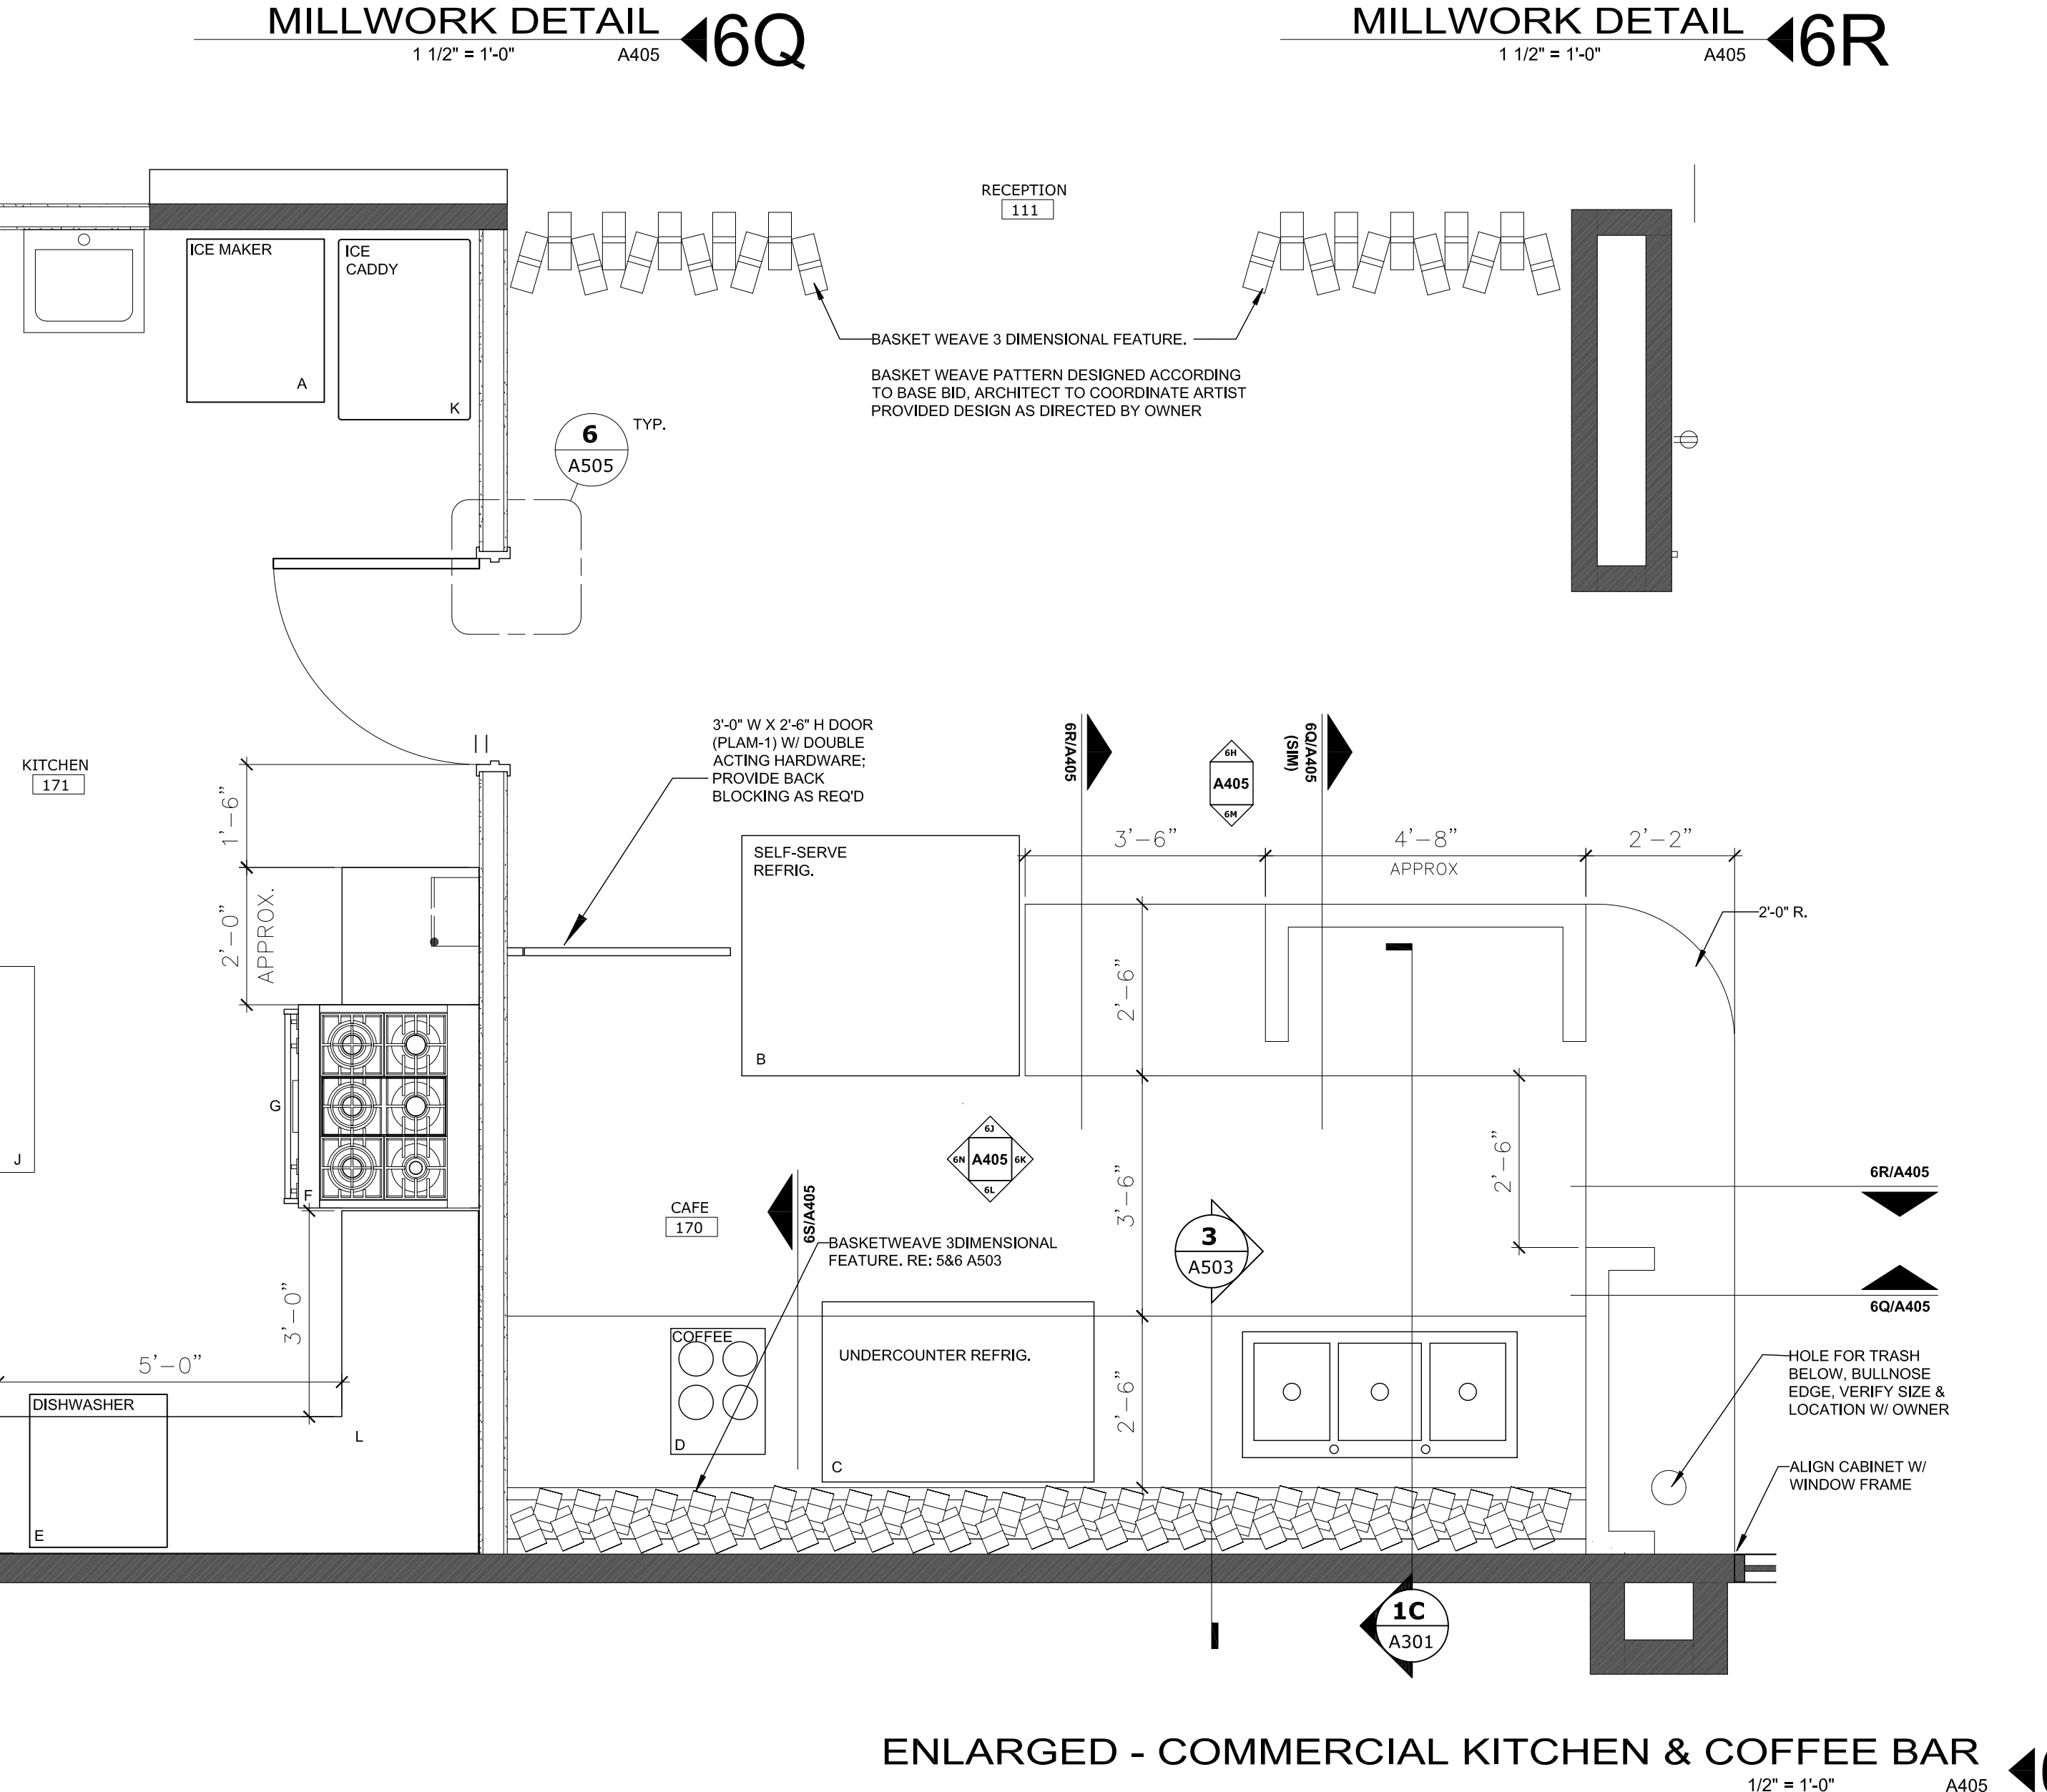 MILLWORK DETAIL
6Q
1 1/2" = 1'-0"
A405
MILLWORK DETAIL
6R
1 1/2" = 1'-0"
A405
RECEPTION
111
ICE MAKER
A
ICE
CADDY
K
BASKET WEAVE 3 DIMENSIONAL FEATURE.
BASKET WEAVE PATTERN DESIGNED ACCORDING
TO BASE BID, ARCHITECT TO COORDINATE ARTIST
PROVIDED DESIGN AS DIRECTED BY OWNER
6
A505
TYP.
KITCHEN
171
3'-0" W X 2'-6" H DOOR
(PLAM-1) W/ DOUBLE
ACTING HARDWARE;
PROVIDE BACK
BLOCKING AS REQ'D
6R/A405
6H
A405
6M
6Q/A405
(SIM)
1'-6"
2'-0"
APPROX.
SELF-SERVE
REFRIG.
B
3'-6"
4'-8"
APPROX
2'-2"
2'-0" R.
2'-6"
G
F
J
6J
6N
A405
6K
6L
3'-6"
2'-6"
6R/A405
CAFE
170
6S/A405
3
A503
BASKETWEAVE 3DIMENSIONAL
FEATURE. RE: 5&6 A503
6Q/A405
3'-0"
5'-0"
COFFEE
D
UNDERCOUNTER REFRIG.
C
2'-6"
HOLE FOR TRASH
BELOW, BULLNOSE
EDGE, VERIFY SIZE &
LOCATION W/ OWNER
DISHWASHER
E
L
ALIGN CABINET W/
WINDOW FRAME
1C
A301
ENLARGED - COMMERCIAL KITCHEN & COFFEE BAR
1/2" = 1'-0"
A405